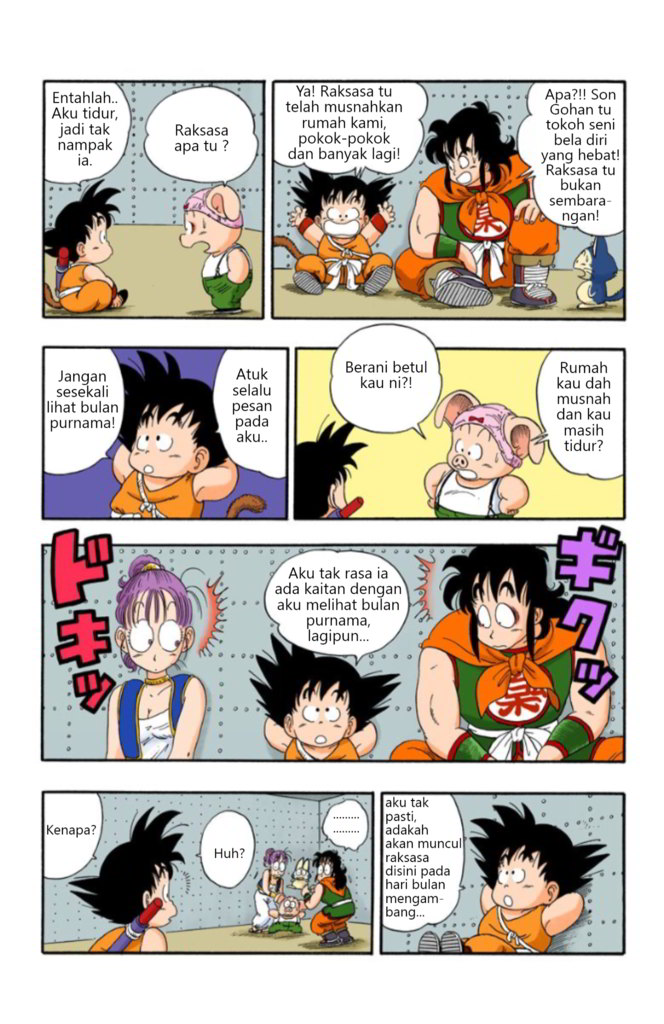 Apa?!! Son
Gohan tu
tokoh seni
bela diri
yang hebat!
Raksasa tu
bukan
sembara-
ngan!
Ya! Raksasa tu
telah musnahkan
rumah kami,
pokok-pokok
dan banyak lagi!
Raksasa
apa tu ?
Entahlah..
Aku tidur,
jadi tak
nampak
ia.
Rumah
kau dah
musnah
dan kau
masih
tidur?
Berani betul
kau ni?!
Atuk
selalu
pesan
pada
aku..
Jangan
sesekali
lihat bulan
purnama!
ギクッ
Aku tak rasa ia
ada kaitan dengan
aku melihat bulan
purnama,
lagipun...
ドキッ
aku tak
pasti,
adakah
akan muncul
raksasa
disini pada
hari bulan
mengam-
bang...
.........
.........
Huh?
Kenapa?